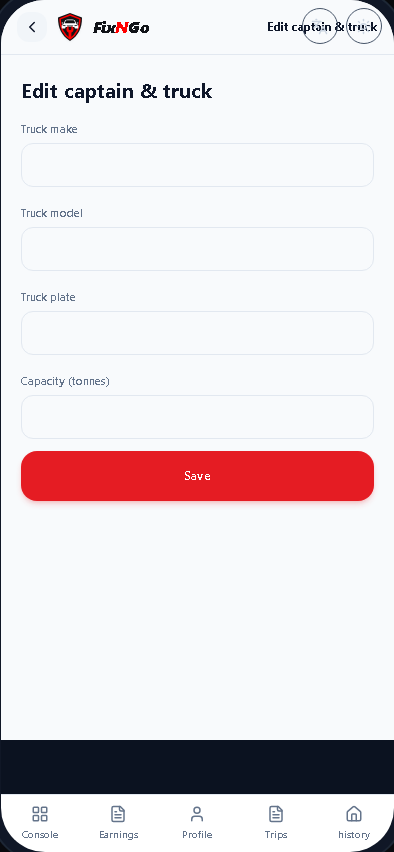 FixNGo
Edit captain & truck
Edit captain & truck
Truck make
Truck model
Truck plate
Capacity (tonnes)
Save
Console
Earnings
Profile
Trips
history